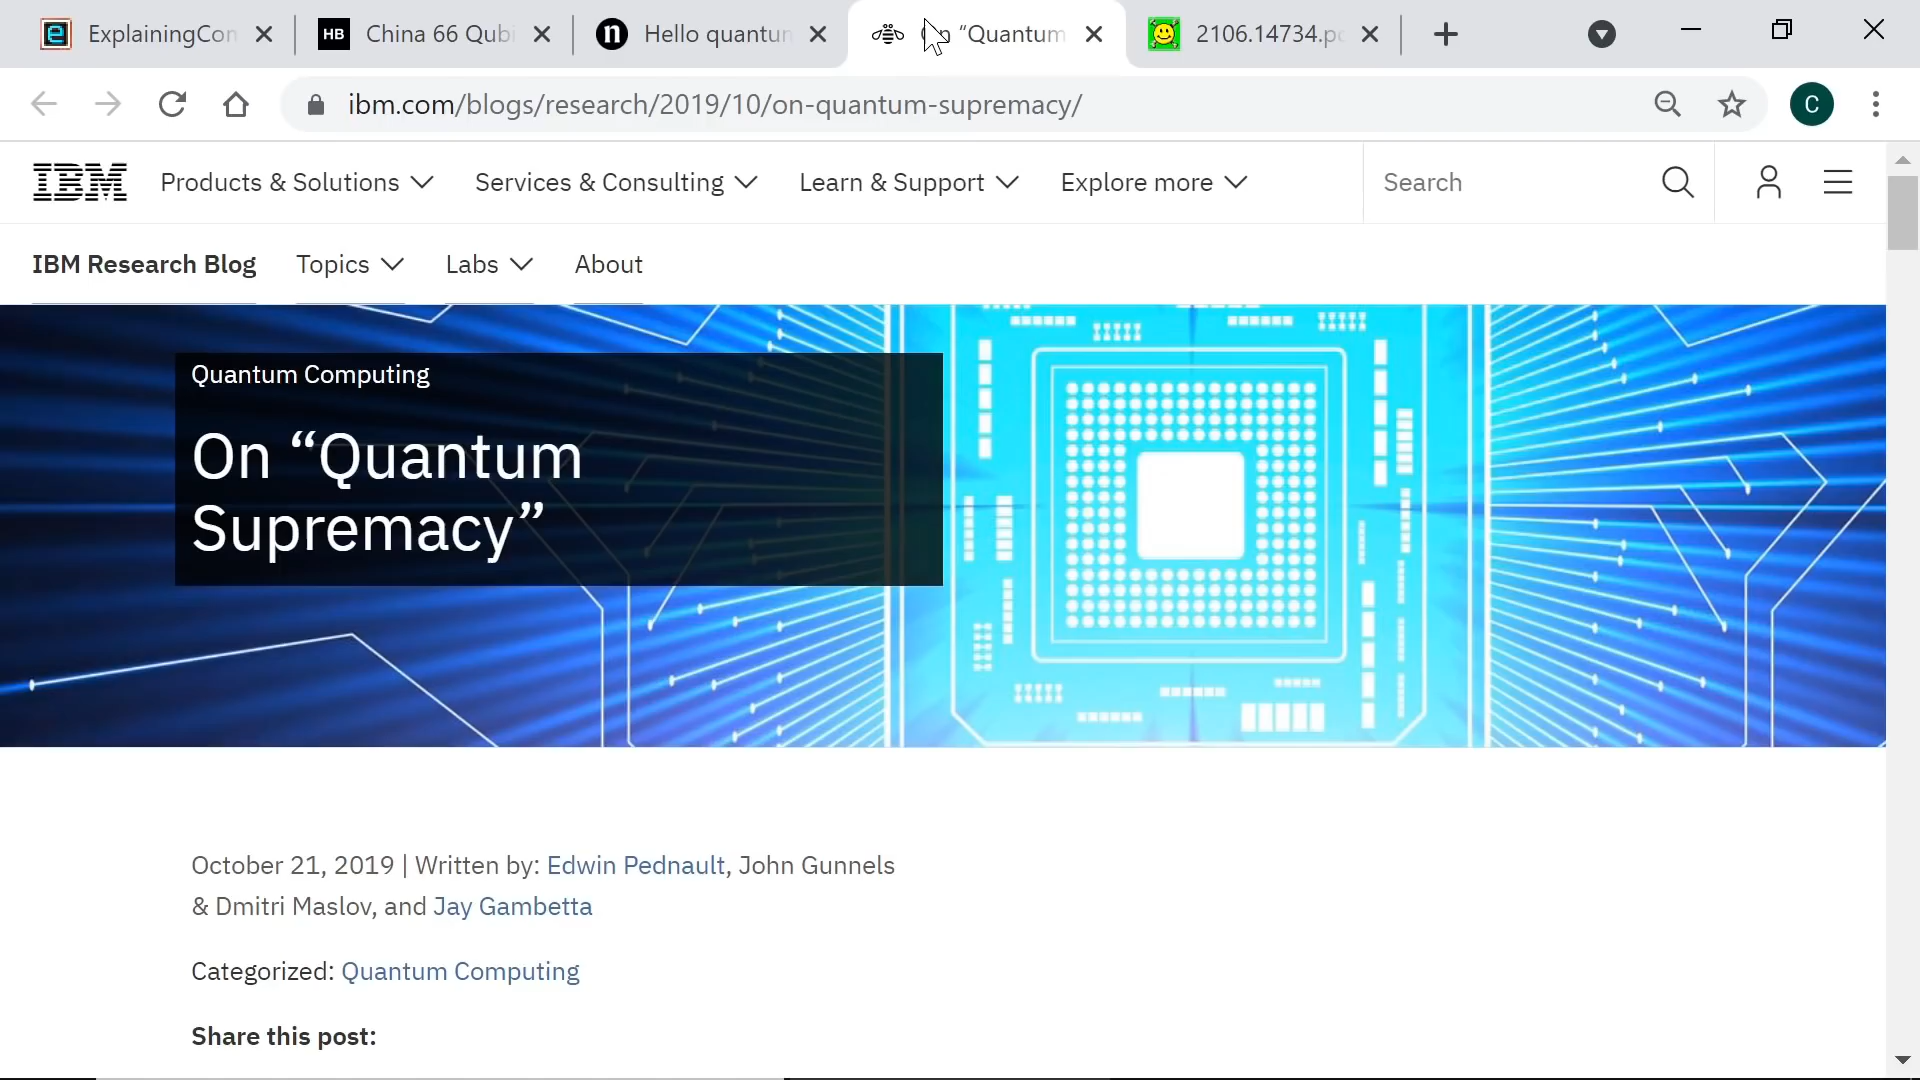 ExplainingCon
HB China 66 Qubi
n Hello quantun
"Quantum
2106.14734.p
ibm.com/blogs/research/2019/10/on-quantum-supremacy/
C
IBM
Products & Solutions
Services & Consulting
Learn & Support
Explore more
Search
IBM Research Blog
Topics
Labs
About
Quantum Computing
On “Quantum
Supremacy”
October 21, 2019 | Written by: Edwin Pednault, John Gunnels
& Dmitri Maslov, and Jay Gambetta
Categorized: Quantum Computing
Share this post: